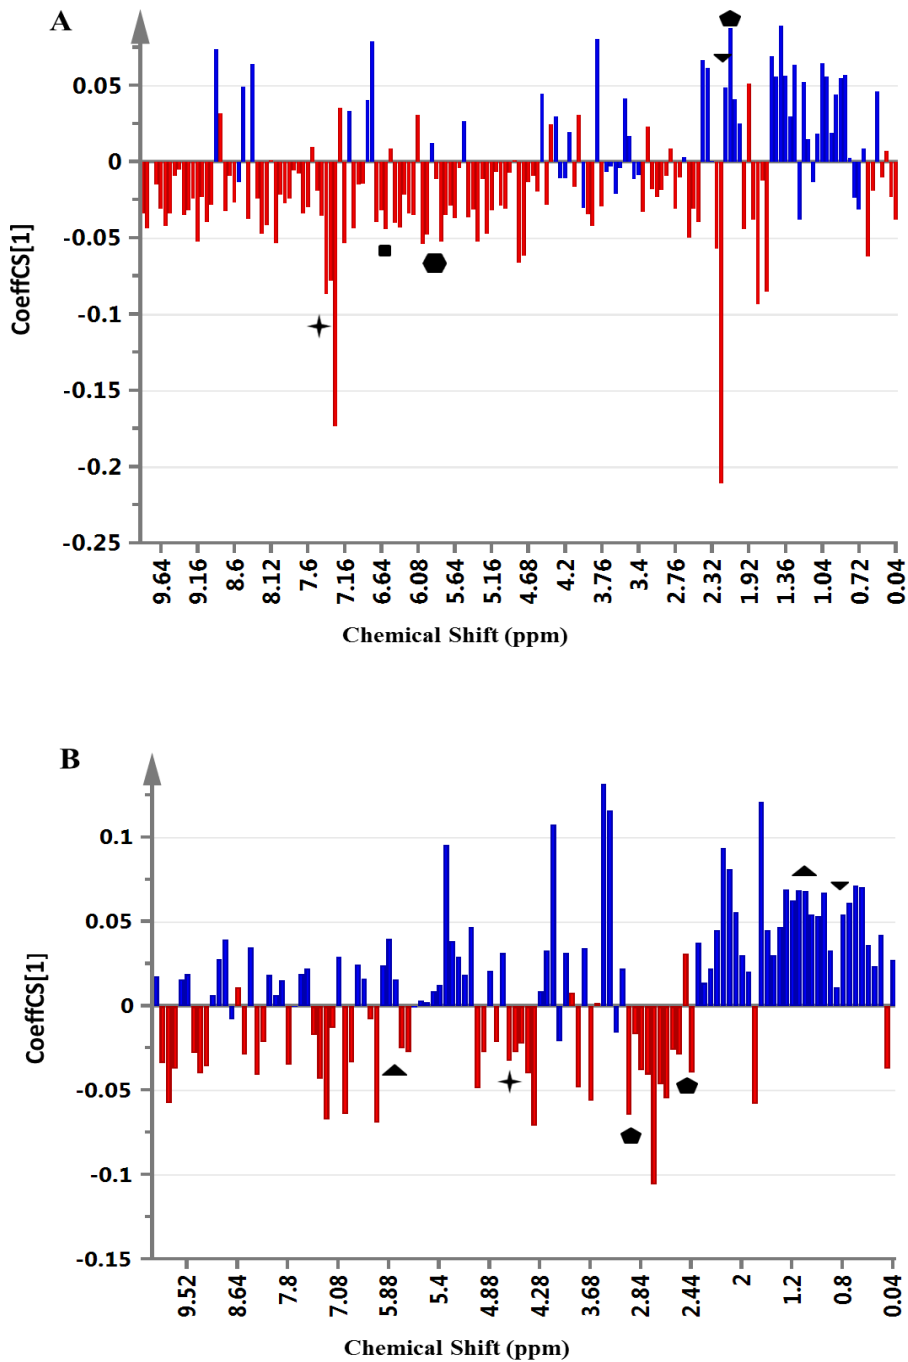 A
CoeffCS[1]
0.05
0
-0.05
-0.1
-0.15
-0.2
-0.25
9.64 9.16 8.6 8.12 7.6 7.16 6.64 6.08 5.64 5.16 4.68 4.2 3.76 3.4 2.76 2.32 1.92 1.36 1.04 0.72 0.04
Chemical Shift (ppm)
B
CoeffCS[1]
0.1
0.05
0
-0.05
-0.1
-0.15
9.52 8.64 7.8 7.08 5.88 5.4 4.88 4.28 3.68 2.84 2.44 2 1.2 0.8 0.04
Chemical Shift (ppm)